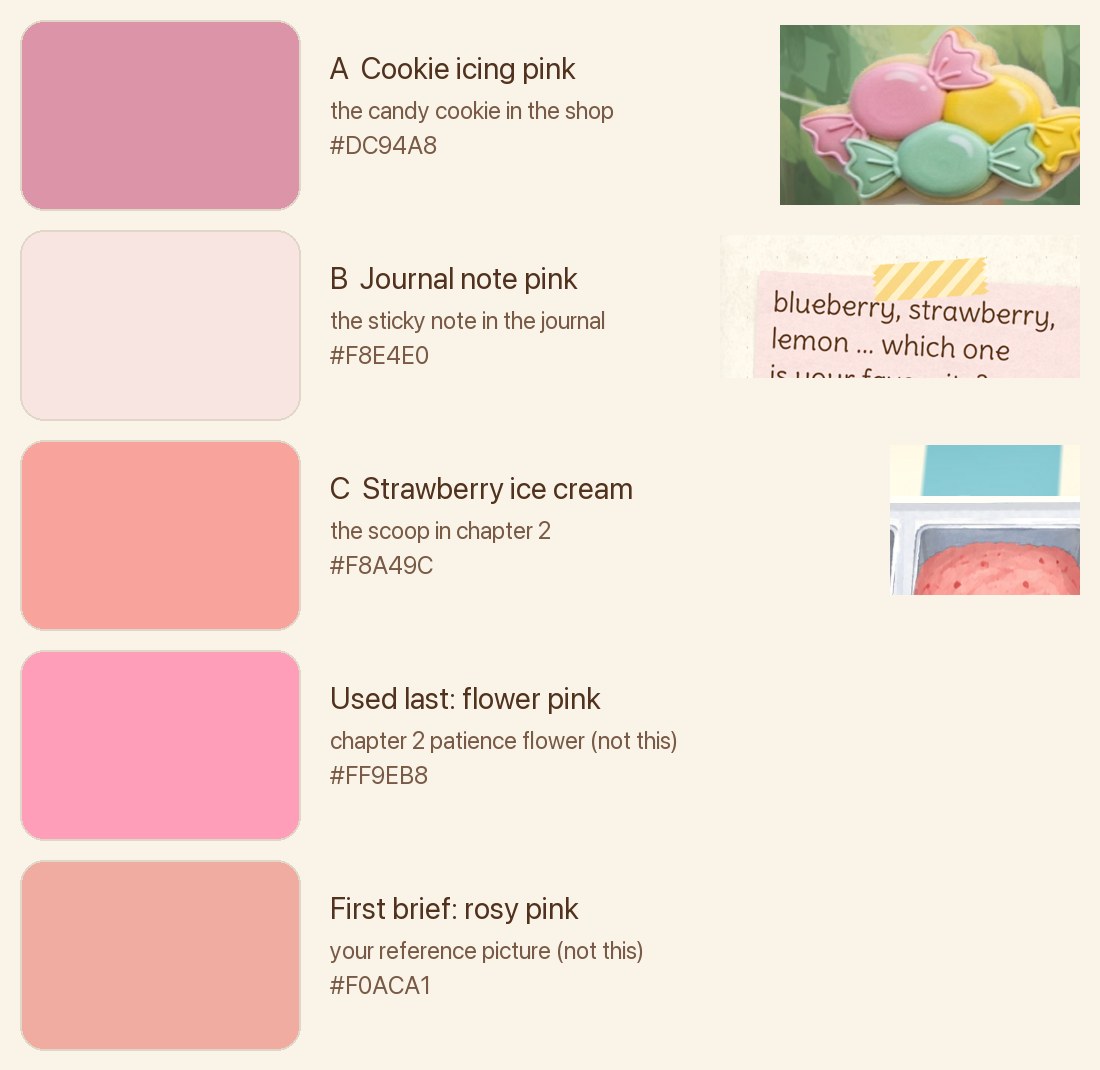 A Cookie icing pink
the candy cookie in the shop
#DC94A8
B Journal note pink
the sticky note in the journal
#F8E4E0
blueberry, strawberry,
lemon ... which one
is your
C Strawberry ice cream
the scoop in chapter 2
#F8A49C
Used last: flower pink
chapter 2 patience flower (not this)
#FF9EB8
First brief: rosy pink
your reference picture (not this)
#F0ACA1